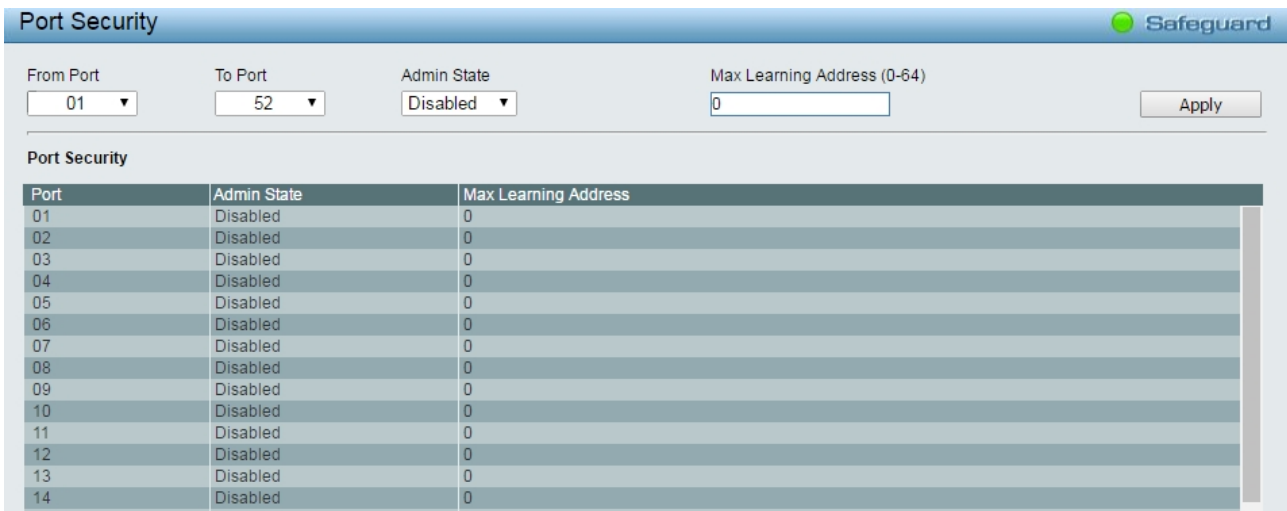 Port Security Safeguard
From Port To Port Admin State Max Learning Address (0-64)
01 52 Disabled 0 Apply
Port Security
Port Admin State Max Learning Address
01 Disabled 0
02 Disabled 0
03 Disabled 0
04 Disabled 0
05 Disabled 0
06 Disabled 0
07 Disabled 0
08 Disabled 0
09 Disabled 0
10 Disabled 0
11 Disabled 0
12 Disabled 0
13 Disabled 0
14 Disabled 0